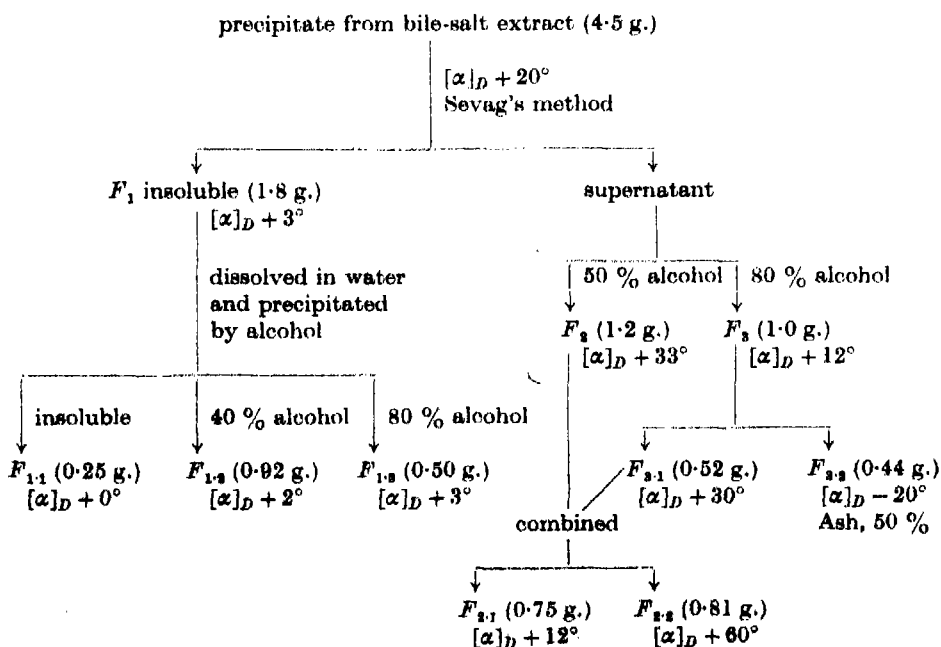 precipitate from bile-salt extract (4·5 g.)
[α]D + 20°
Sevag's method
F1 insoluble (1·8 g.)
[α]D + 3°
supernatant
dissolved in water
and precipitated
by alcohol
50 % alcohol
80 % alcohol
F2 (1·2 g.)
[α]D + 33°
F3 (1·0 g.)
[α]D + 12°
insoluble
40 % alcohol
80 % alcohol
F1·1 (0·25 g.)
[α]D + 0°
F1·2 (0·92 g.)
[α]D + 2°
F1·3 (0·50 g.)
[α]D + 3°
F3·1 (0·52 g.)
[α]D + 30°
F3·2 (0·44 g.)
[α]D − 20°
Ash, 50 %
combined
F2·1 (0·75 g.)
[α]D + 12°
F2·2 (0·81 g.)
[α]D + 60°